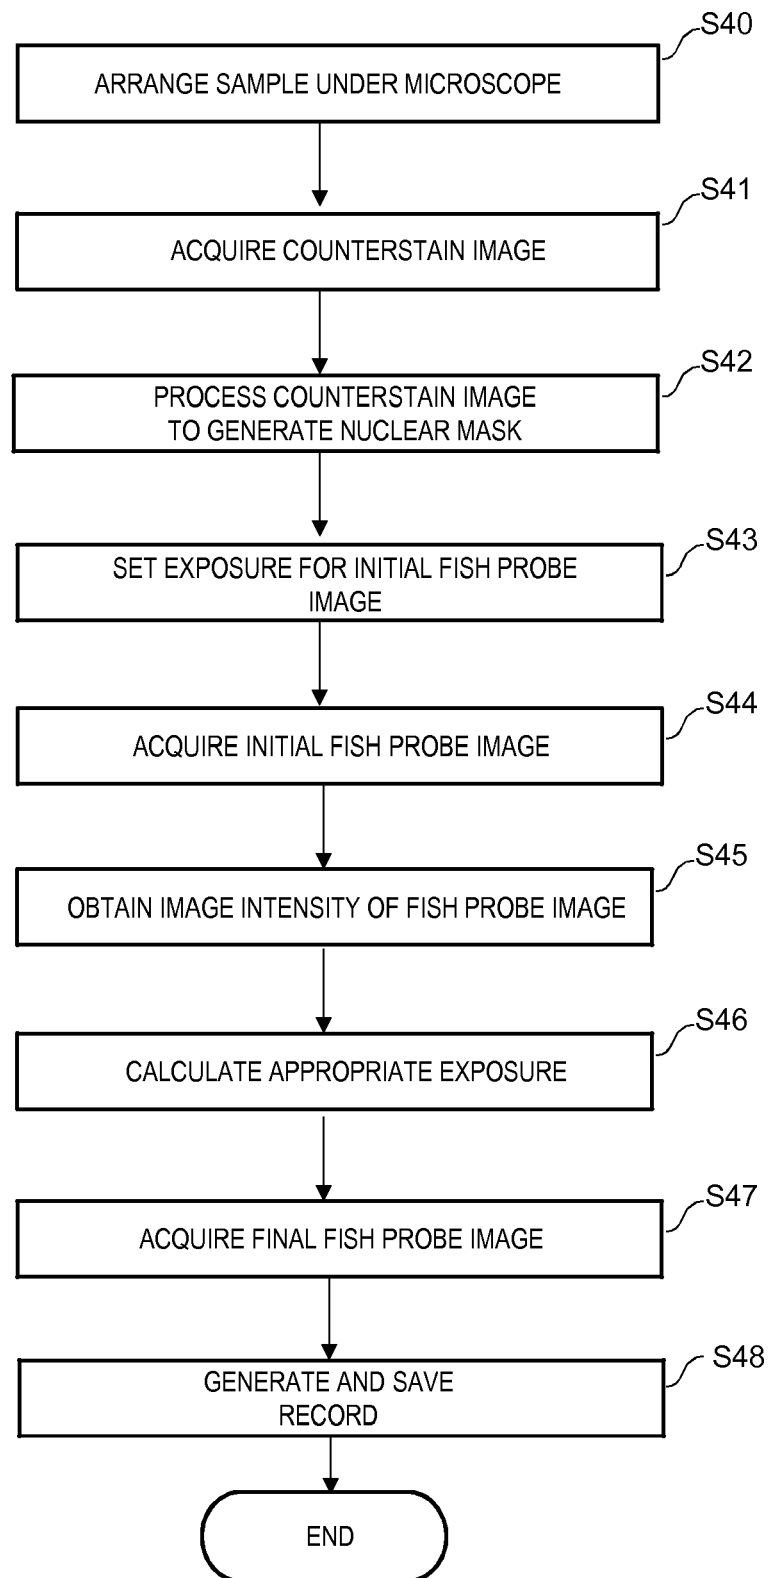 S40
ARRANGE SAMPLE UNDER MICROSCOPE
S41
ACQUIRE COUNTERSTAIN IMAGE
S42
PROCESS COUNTERSTAIN IMAGE
TO GENERATE NUCLEAR MASK
S43
SET EXPOSURE FOR INITIAL FISH PROBE
IMAGE
S44
ACQUIRE INITIAL FISH PROBE IMAGE
S45
OBTAIN IMAGE INTENSITY OF FISH PROBE IMAGE
S46
CALCULATE APPROPRIATE EXPOSURE
S47
ACQUIRE FINAL FISH PROBE IMAGE
S48
GENERATE AND SAVE
RECORD
END